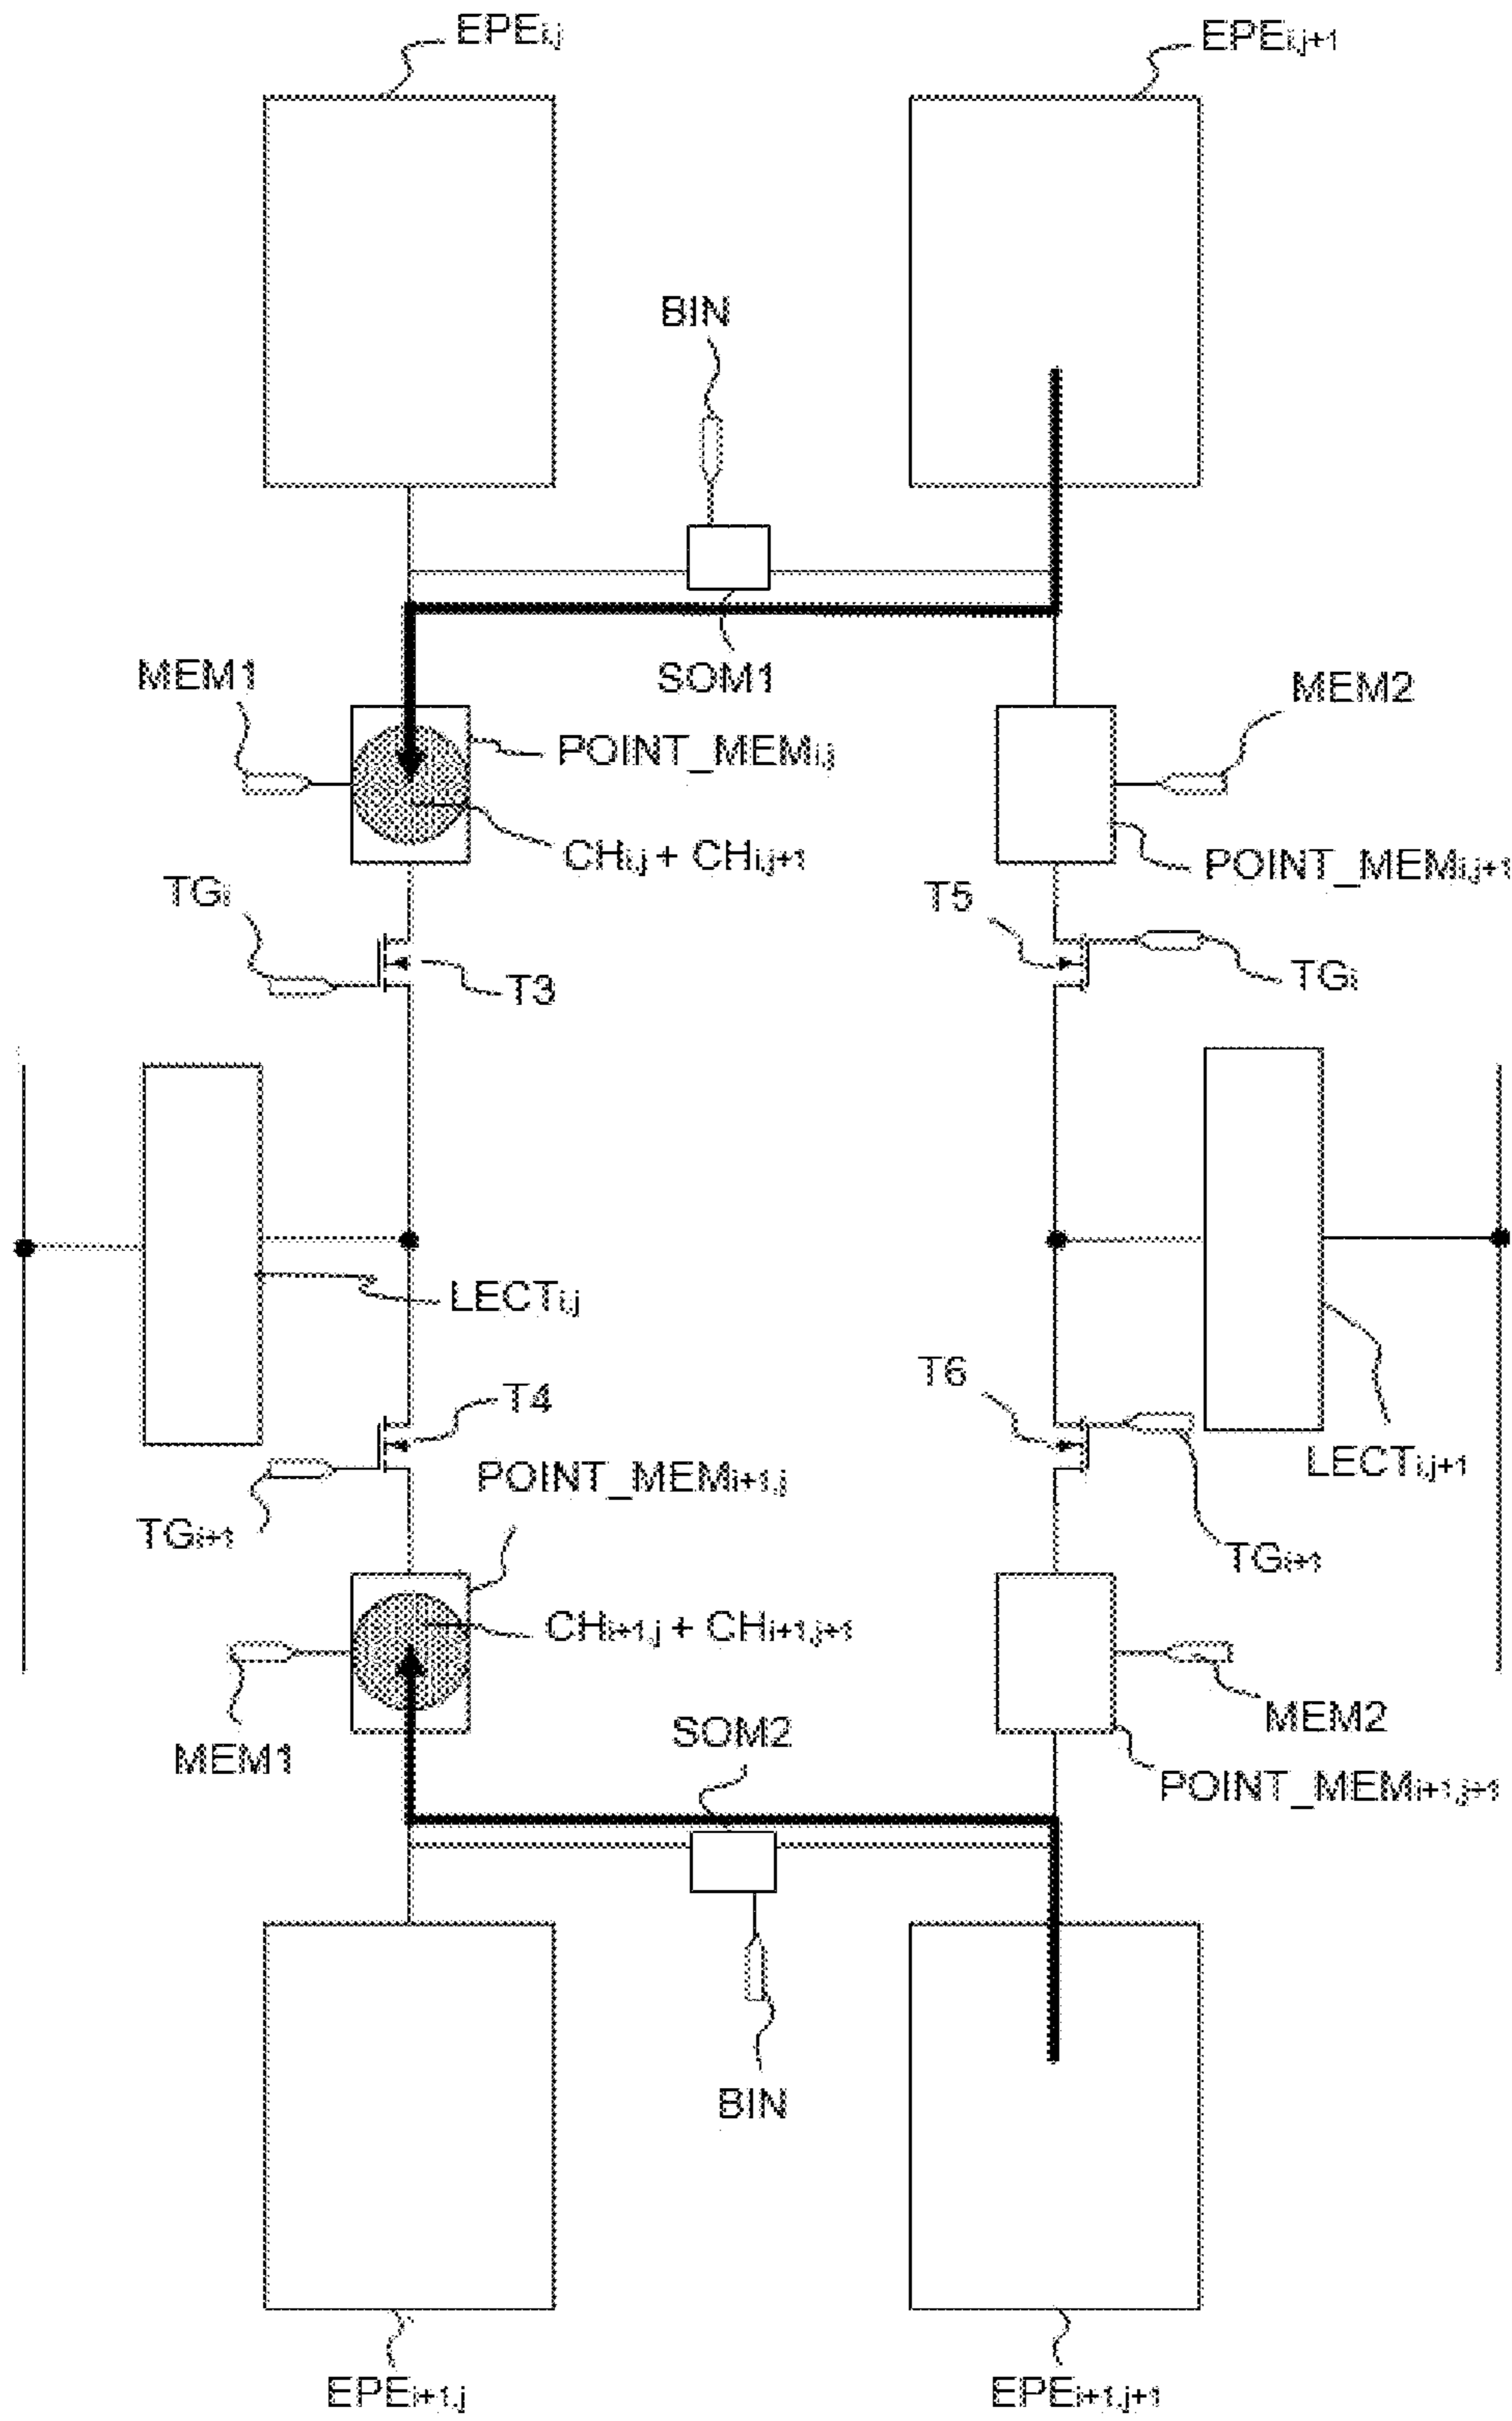 EPEi,j
EPEi,j+1
BIN
SOM1
MEM1
MEM2
POINT_MEMi,j
CHi,j + CHi,j+1
POINT_MEMi,j+1
TGi
T5
T3
TGi
LECTi,j
T4
T6
LECTi,j+1
POINT_MEMi+1,j
TGi+1
TGi+1
CHi+1,j + CHi+1,j+1
MEM1
SOM2
MEM2
POINT_MEMi+1,j+1
BIN
EPEi+1,j
EPEi+1,j+1